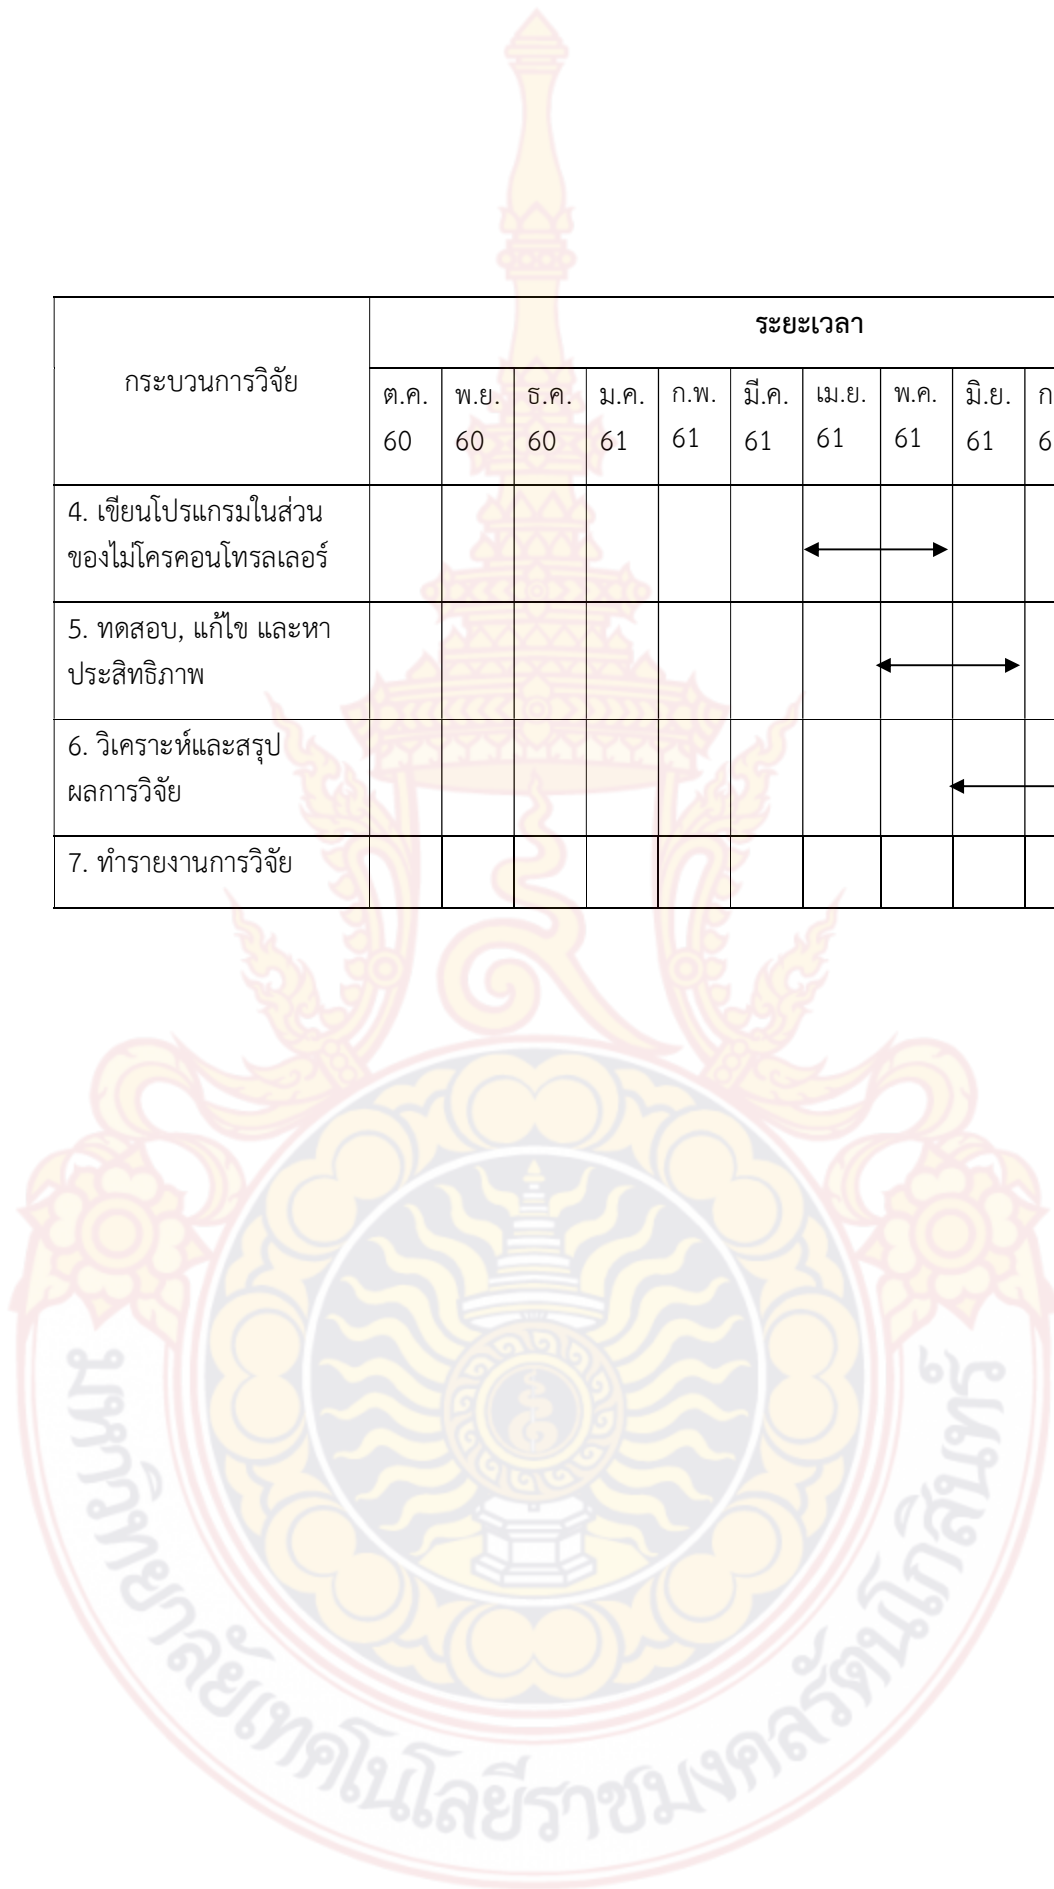 ระยะเวลา
กระบวนการวิจัย
ต.ค. พ.ย. ธ.ค. ม.ค. ก.พ. มี.ค. เม.ย. พ.ค. มิ.ย. ก
60 60 60 61 61 61 61 61 61 6
4. เขียนโปรแกรมในส่วน
ของไม่โครคอนโทรลเลอร์
5. ทดสอบ, แก้ไข และหา
ประสิทธิภาพ
6. วิเคราะห์และสรุป
ผลการวิจัย
7. ทำรายงานการวิจัย
มหาวิทยาลัยเทคโนโลยีราชมงคลรัตนโกสินทร์